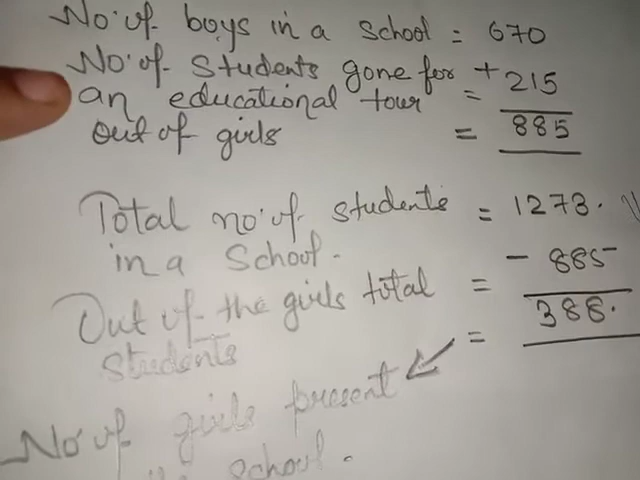 No. of boys in a school = 670
No. of students gone for + 215
an educational tour =
Out of girls = 885
Total no. of students = 1273.
in a school. - 885
Out of the girls total = 388.
students =
No of girls present
school.